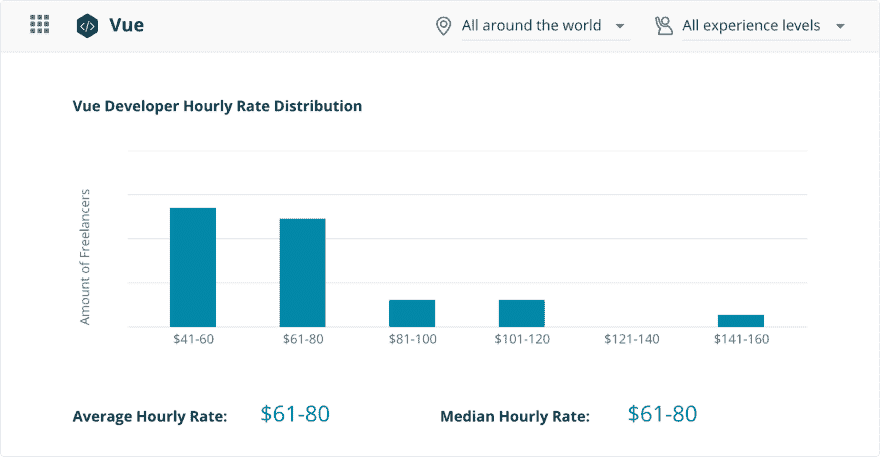 Vue
All around the world
All experience levels
Vue Developer Hourly Rate Distribution
Amount of Freelancers
$41-60 $61-80 $81-100 $101-120 $121-140 $141-160
Average Hourly Rate: $61-80 Median Hourly Rate: $61-80